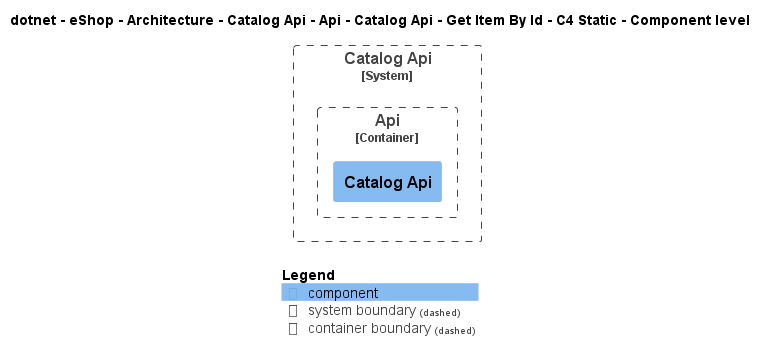 dotnet - eShop - Architecture - Catalog Api - Api - Catalog Api - Get Item By Id - C4 Static - Component level
Catalog Api
[System]
Api
[Container]
Catalog Api
Legend
component
system boundary (dashed)
container boundary (dashed)